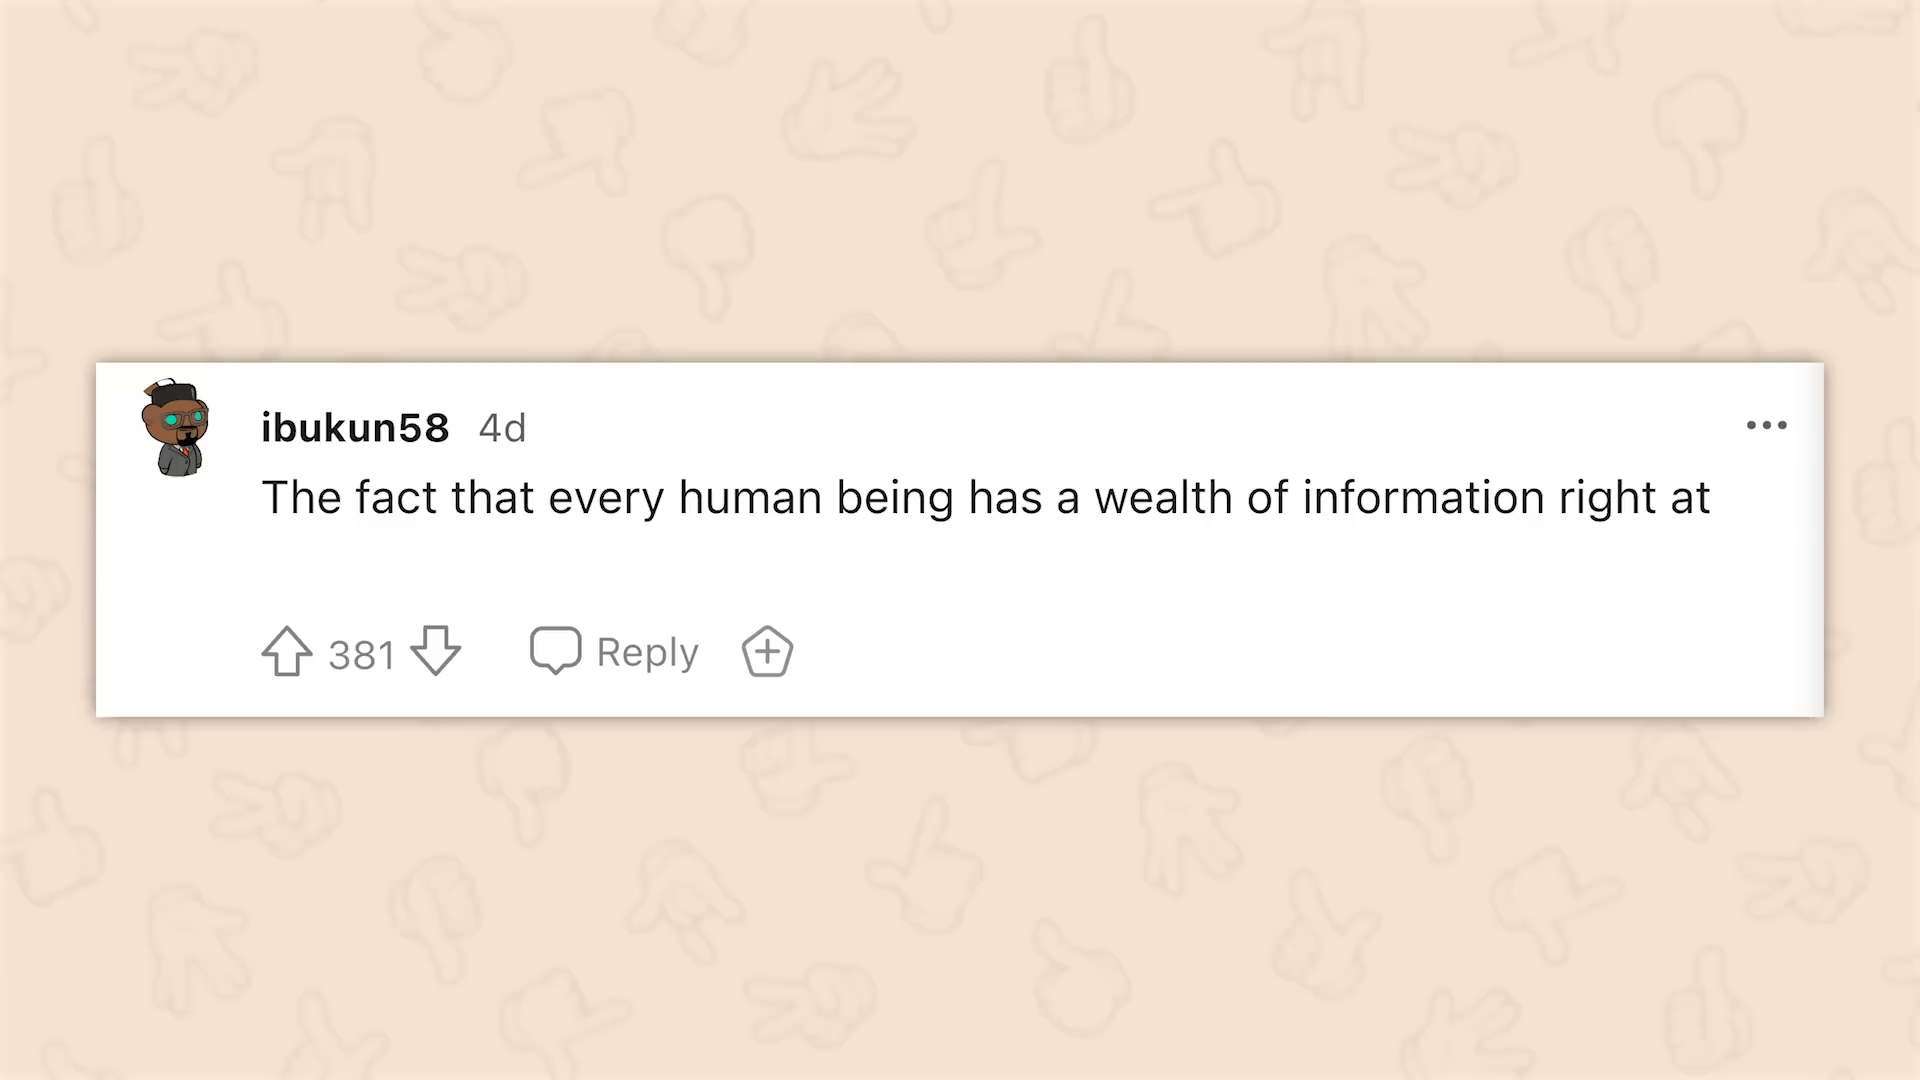 ibukun58 4d
The fact that every human being has a wealth of information right at
381 Reply